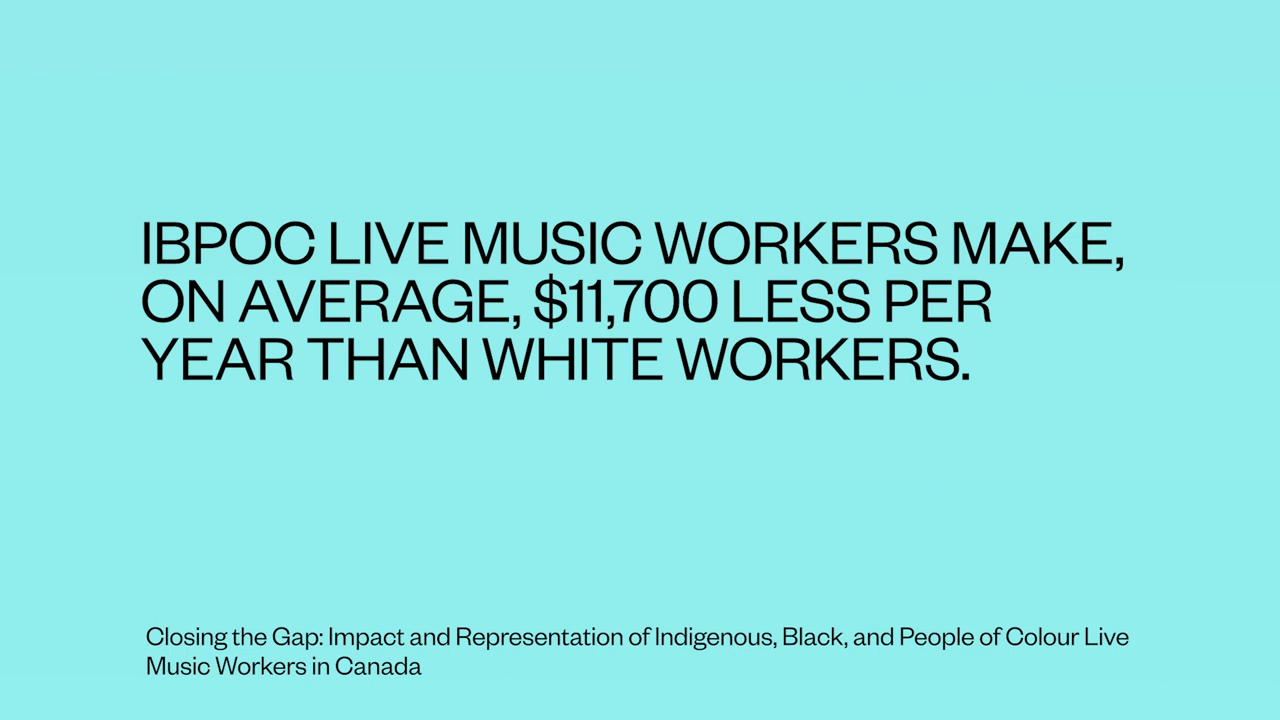 IBPOC LIVE MUSIC WORKERS MAKE,
ON AVERAGE, $11,700 LESS PER
YEAR THAN WHITE WORKERS.
Closing the Gap: Impact and Representation of Indigenous, Black, and People of Colour Live
Music Workers in Canada